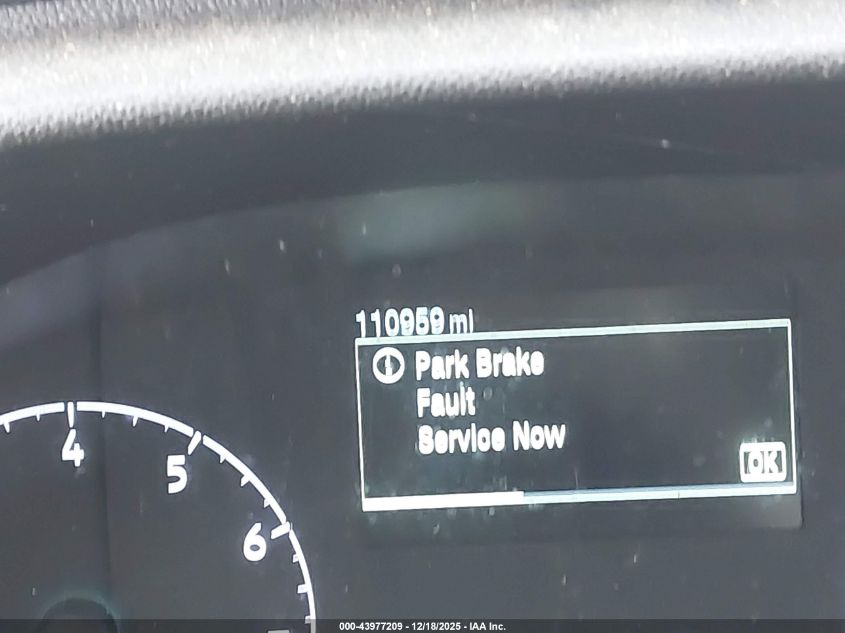 110959 mi
Park Brake
Fault
Service Now
OK
4
5
6
000-43977209 - 12/18/2025 - IAA Inc.